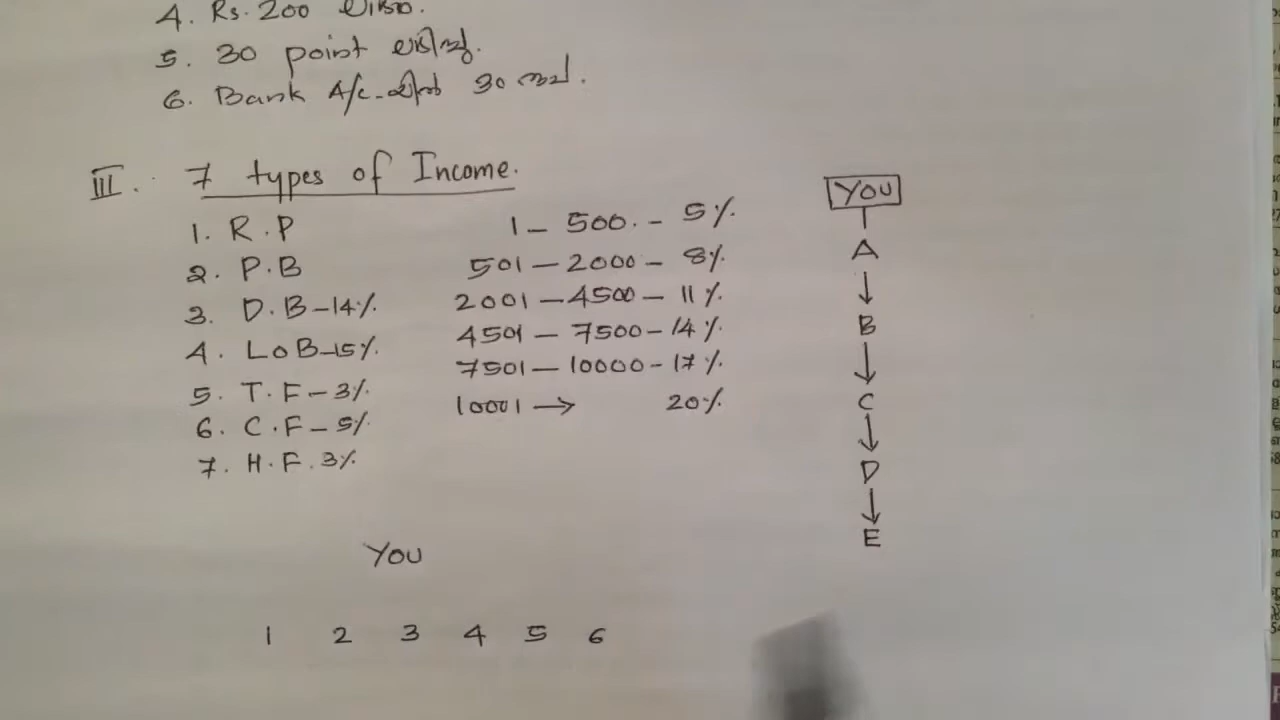 4. Rs. 200
5. 30 point
6. Bank A/c- 30
III. 7 types of Income.
1. R.P
2. P.B
3. D.B-14%
4. LOB-15%
5. T.F-3%
6. C.F-5%
7. H.F.3%
1 - 500. - 5%
501 - 2000 - 8%
2001 - 4500 - 11%
4501 - 7500 - 14%
7501 - 10000 - 17%
10001 → 20%
YOU
A
↓
B
↓
C
↓
D
↓
E
YOU
1 2 3 4 5 6